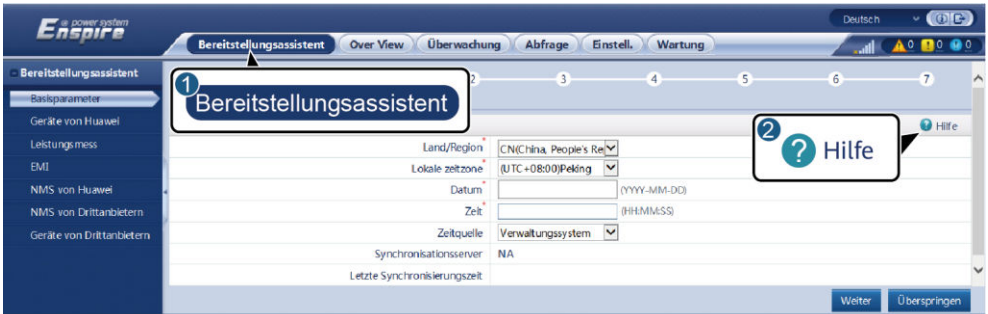 e power system
Enspire
Deutsch
Bereitstellungsassistent Over View Überwachung Abfrage Einstell. Wartung
0 0 0
Bereitstellungsassistent
Basisparameter
Geräte von Huawei
Leistungsmess
EMI
NMS von Huawei
NMS von Drittanbietern
Geräte von Drittanbietern
1
Bereitstellungsassistent
2 3 4 5 6 7
? Hilfe
2
? Hilfe
Land/Region* CN(China, People's Re
Lokale zeitzone* (UTC+08:00)Peking
Datum* (YYYY-MM-DD)
Zeit* (HH:MM:SS)
Zeitquelle Verwaltungssystem
Synchronisationsserver NA
Letzte Synchronisierungszeit
Weiter Überspringen